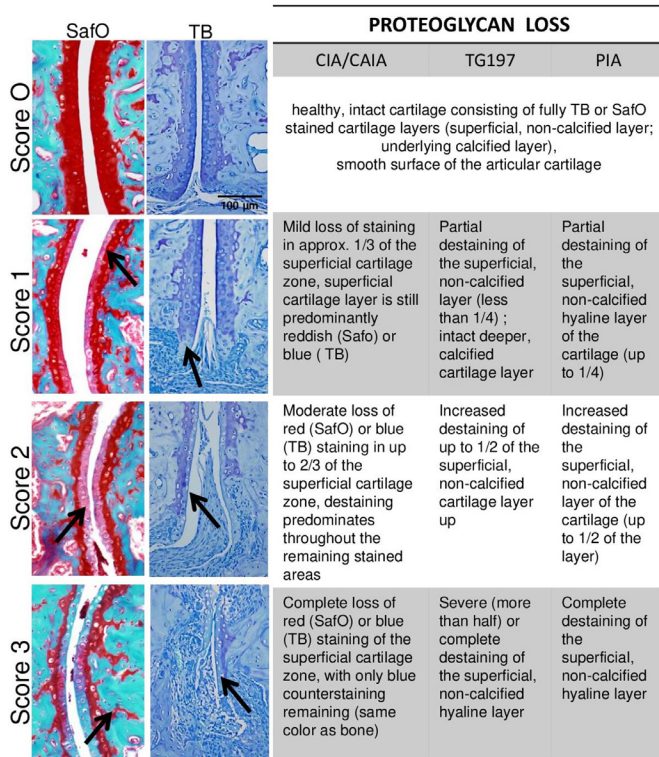 SafO
TB
PROTEOGLYCAN LOSS
CIA/CAIA
TG197
PIA
Score O
healthy, intact cartilage consisting of fully TB or SafO
stained cartilage layers (superficial, non-calcified layer;
underlying calcified layer),
smooth surface of the articular cartilage
100 µm
Score 1
Mild loss of staining
in approx. 1/3 of the
superficial cartilage
zone, superficial
cartilage layer is still
predominantly
reddish (Safo) or
blue ( TB)
Partial
destaining of
the superficial,
non-calcified
layer (less
than 1/4) ;
intact deeper,
calcified
cartilage layer
Partial
destaining of
the
superficial,
non-calcified
hyaline layer
of the
cartilage (up
to 1/4)
Score 2
Moderate loss of
red (SafO) or blue
(TB) staining in up
to 2/3 of the
superficial cartilage
zone, destaining
predominates
throughout the
remaining stained
areas
Increased
destaining of
up to 1/2 of the
superficial,
non-calcified
cartilage layer
up
Increased
destaining of
the
superficial,
non-calcified
layer of the
cartilage (up
to 1/2 of the
layer)
Score 3
Complete loss of
red (SafO) or blue
(TB) staining of the
superficial cartilage
zone, with only blue
counterstaining
remaining (same
color as bone)
Severe (more
than half) or
complete
destaining of
the superficial,
non-calcified
hyaline layer
Complete
destaining of
the
superficial,
non-calcified
hyaline layer